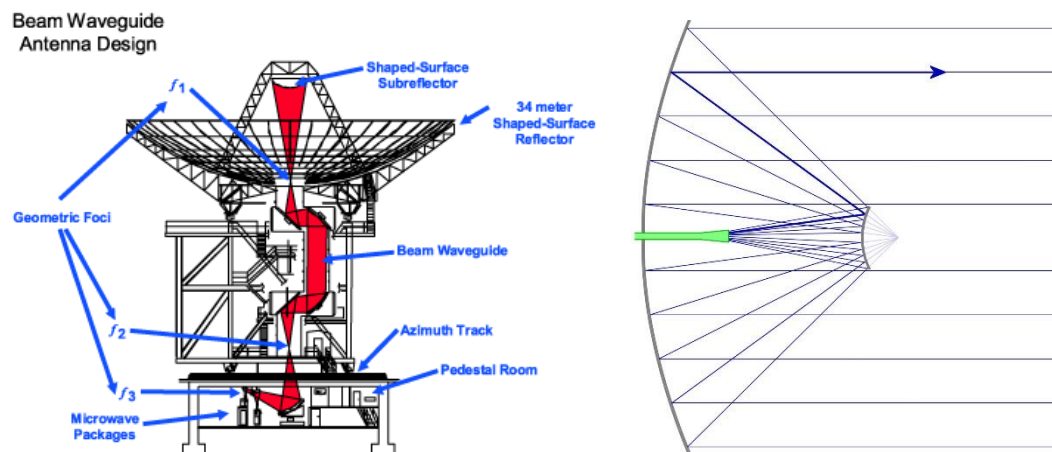 Beam Waveguide
Antenna Design
Shaped-Surface
Subreflector
f1
34 meter
Shaped-Surface
Reflector
Geometric Foci
Beam Waveguide
f2
Azimuth Track
Pedestal Room
f3
Microwave
Packages